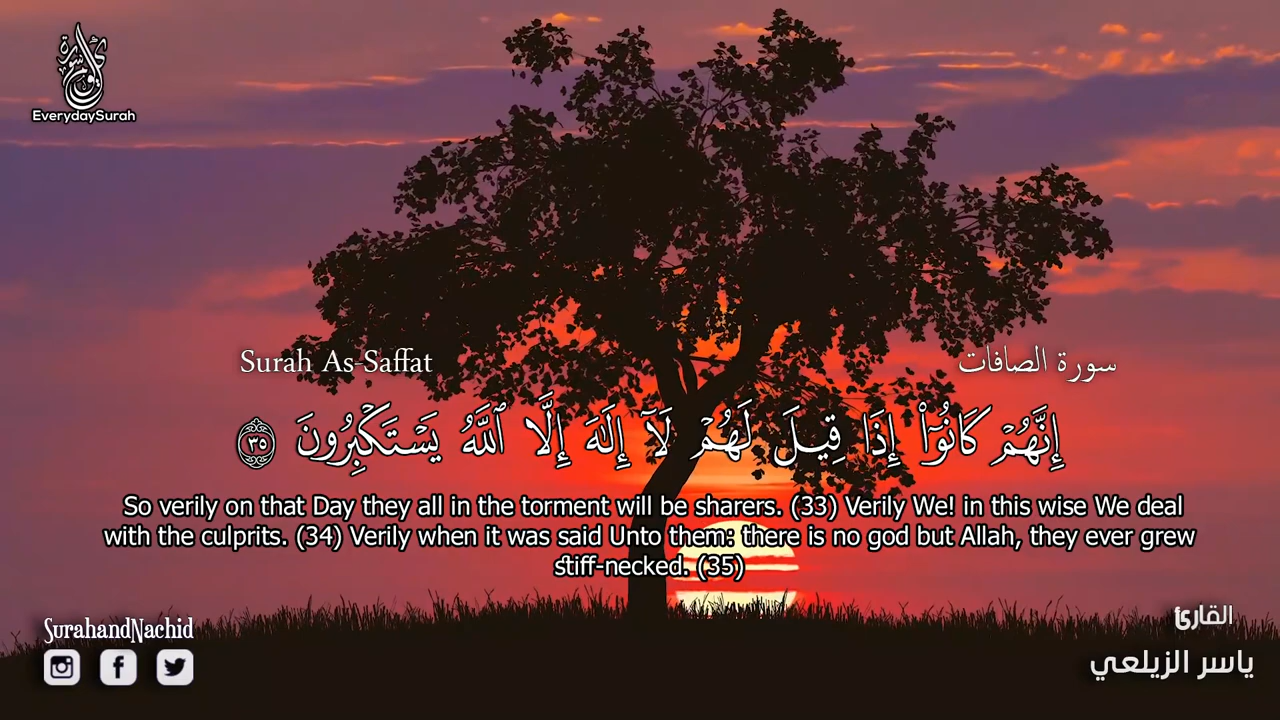 EverydaySurah
Surah As-Saffat
سورة الصافات
إِنَّهُمْ كَانُوٓا۟ إِذَا قِيلَ لَهُمْ لَآ إِلَٰهَ إِلَّا ٱللَّهُ يَسْتَكْبِرُونَ ٣٥
So verily on that Day they all in the torment will be sharers. (33) Verily We! in this wise We deal
with the culprits. (34) Verily when it was said Unto them: there is no god but Allah, they ever grew
stiff-necked. (35)
SurahandNachid
القارئ
ياسر الزيلعي